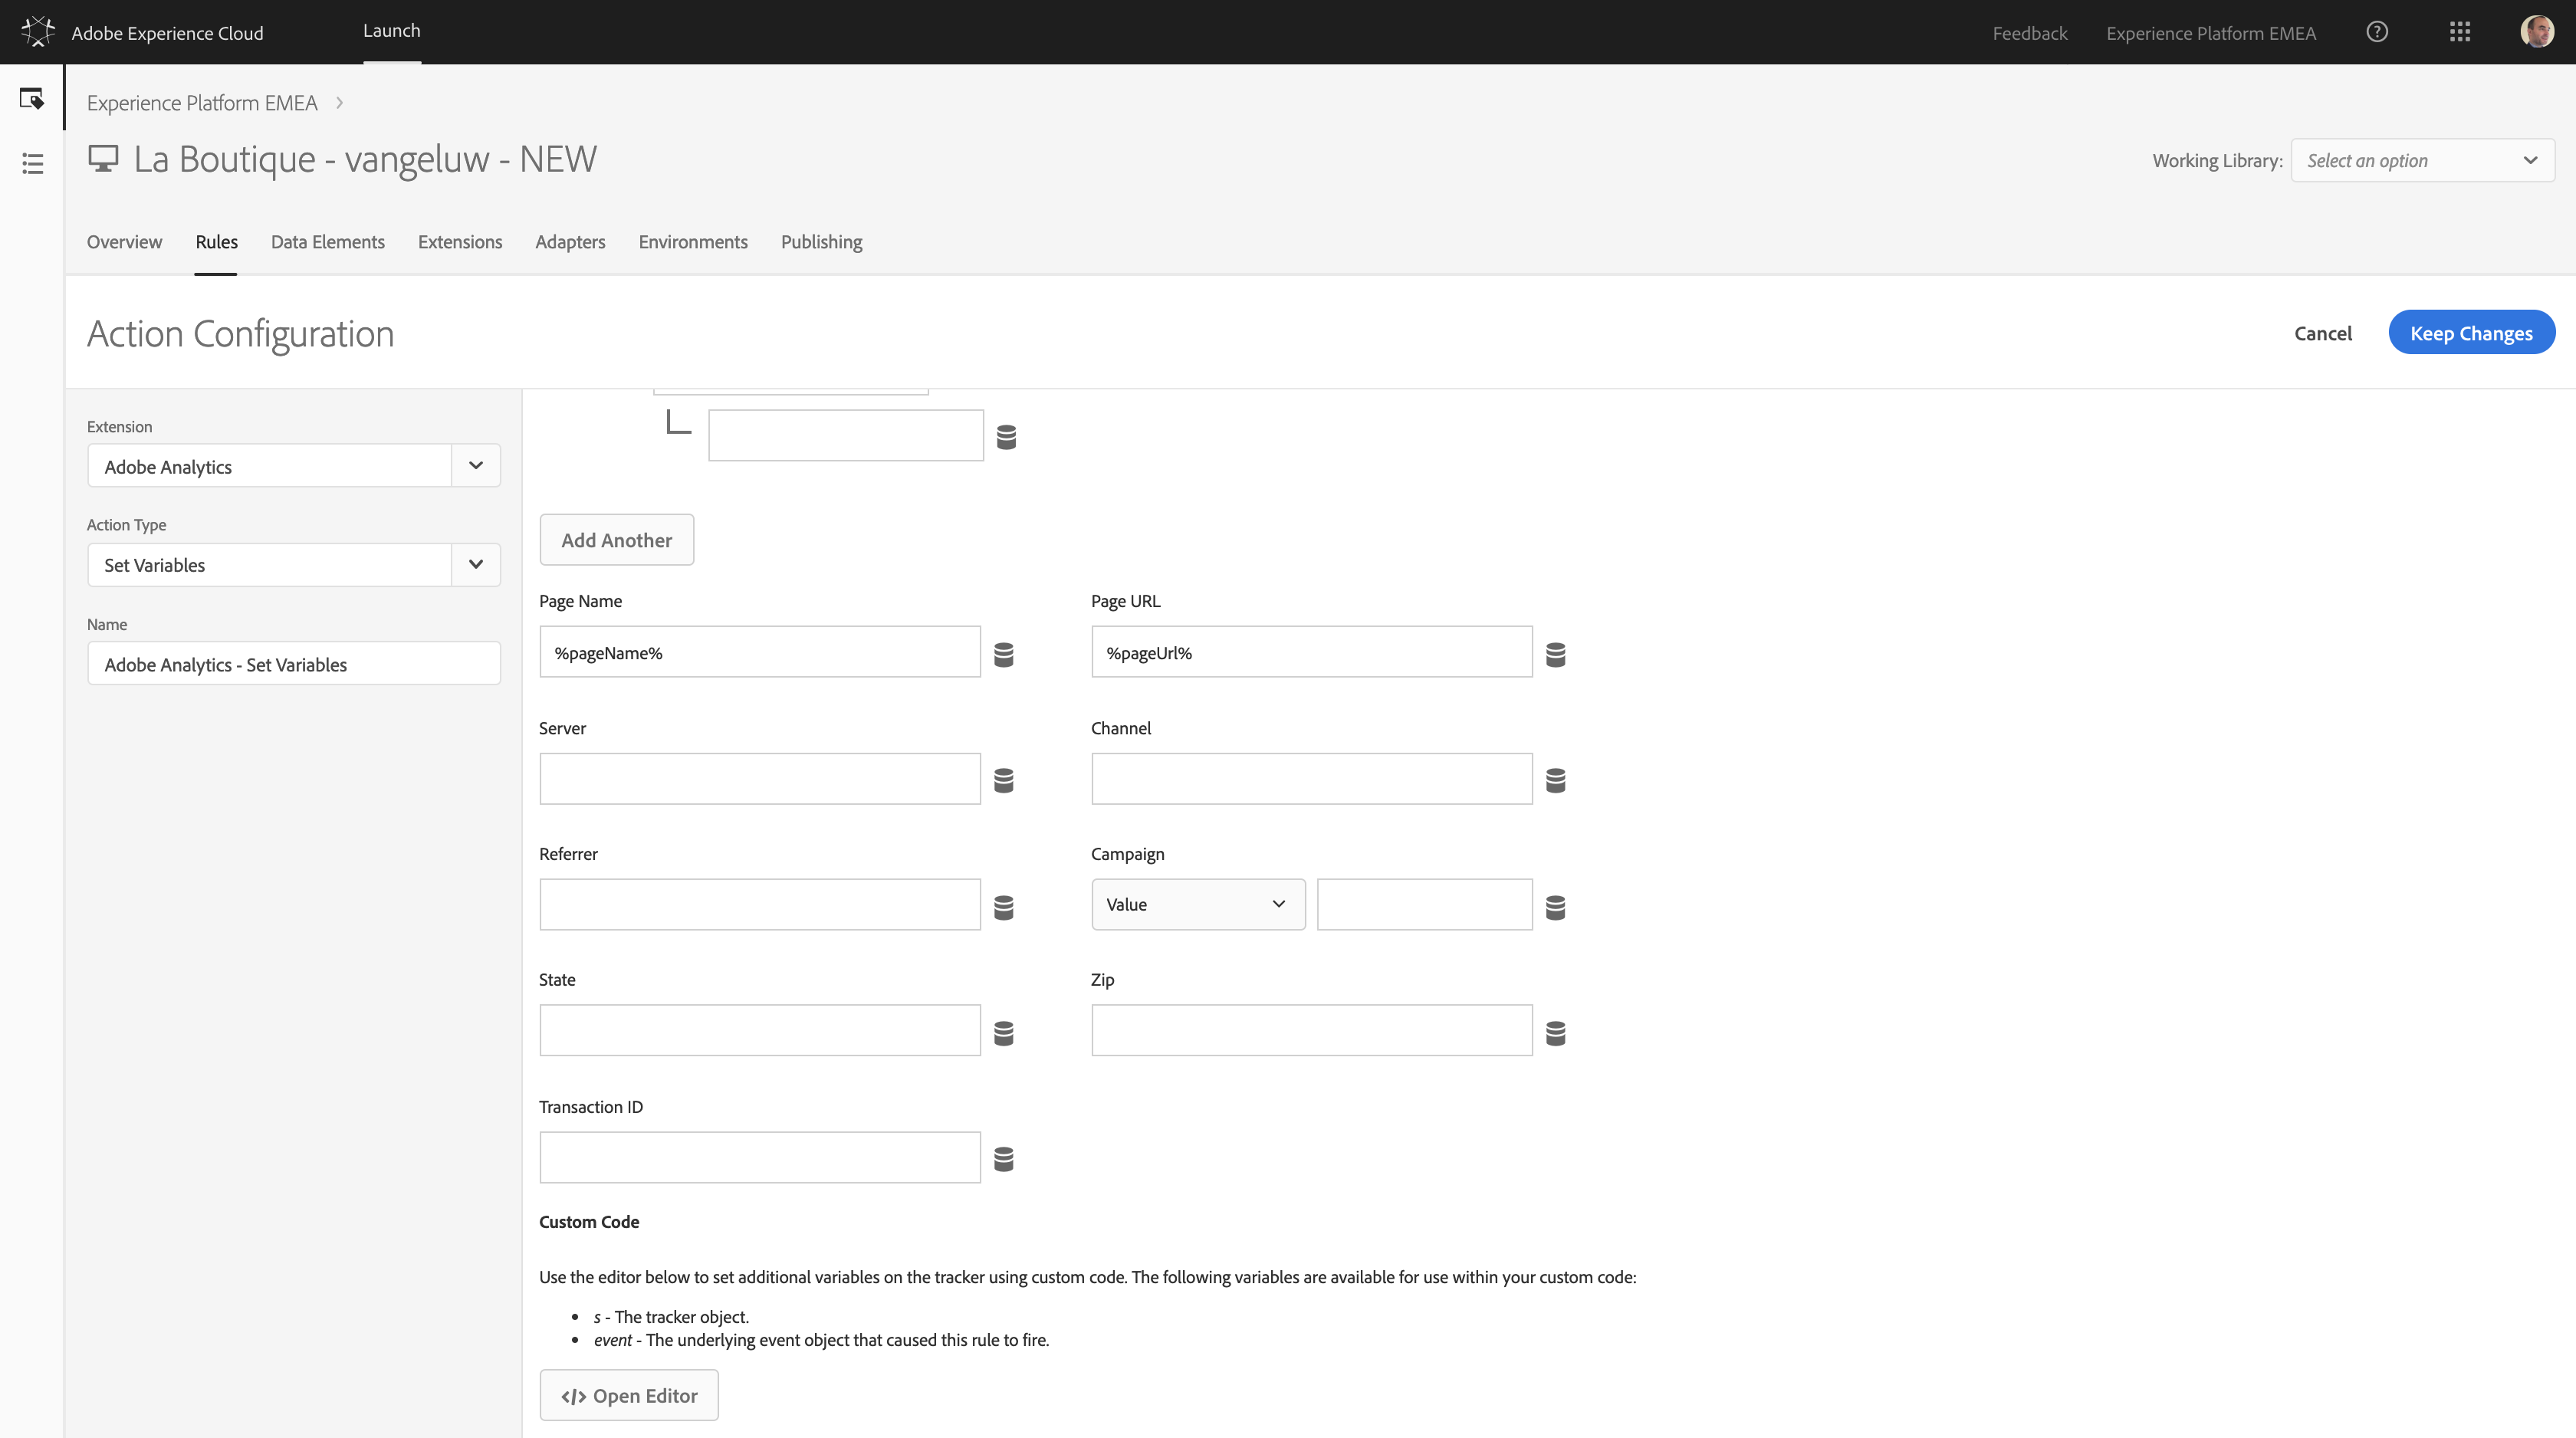 Adobe Experience Cloud
Launch
Feedback
Experience Platform EMEA
Experience Platform EMEA
La Boutique - vangeluw - NEW
Working Library:
Select an option
Overview
Rules
Data Elements
Extensions
Adapters
Environments
Publishing
Action Configuration
Cancel
Keep Changes
Extension
Adobe Analytics
Action Type
Set Variables
Name
Adobe Analytics - Set Variables
Add Another
Page Name
Page URL
%pageName%
%pageUrl%
Server
Channel
Referrer
Campaign
Value
State
Zip
Transaction ID
Custom Code
Use the editor below to set additional variables on the tracker using custom code. The following variables are available for use within your custom code:
• s - The tracker object.
• event - The underlying event object that caused this rule to fire.
</> Open Editor